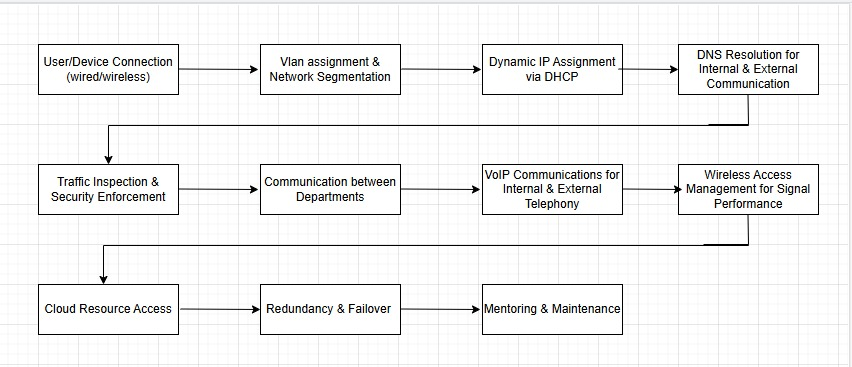 User/Device Connection
(wired/wireless)
Vlan assignment &
Network Segmentation
Dynamic IP Assignment
via DHCP
DNS Resolution for
Internal & External
Communication
Traffic Inspection &
Security Enforcement
Communication between
Departments
VoIP Communications for
Internal & External
Telephony
Wireless Access
Management for Signal
Performance
Cloud Resource Access
Redundancy & Failover
Mentoring & Maintenance